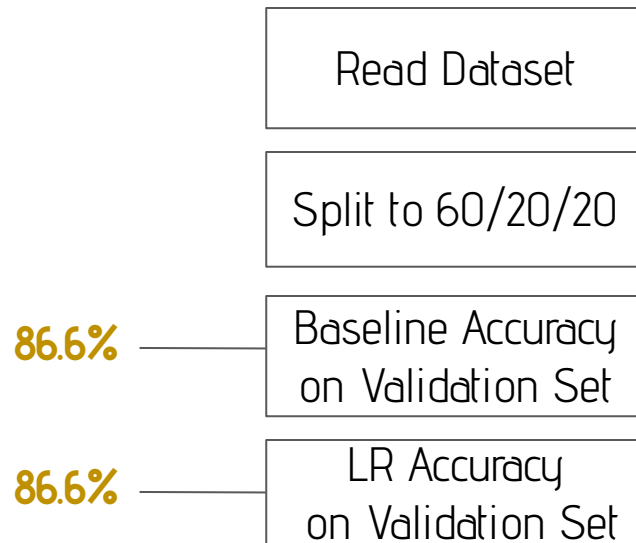 Read Dataset
Split to 60/20/20
86.6%
Baseline Accuracy
on Validation Set
86.6%
LR Accuracy
on Validation Set